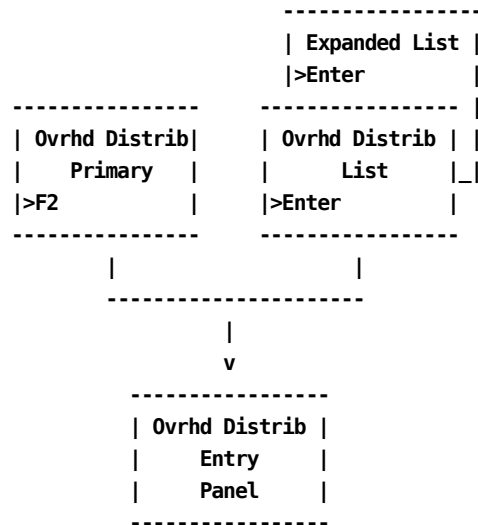 Expanded List
>Enter
Ovrhd Distrib
Primary
>F2
Ovrhd Distrib
List
>Enter
v
Ovrhd Distrib
Entry
Panel